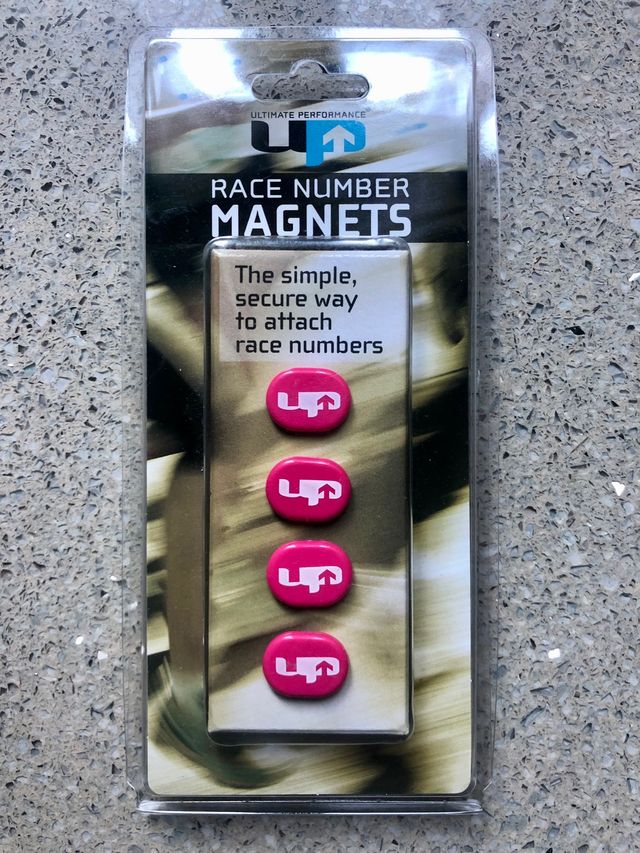 ULTIMATE PERFORMANCE
UP
RACE NUMBER
MAGNETS
The simple,
secure way
to attach
race numbers
UP
UP
UP
UP